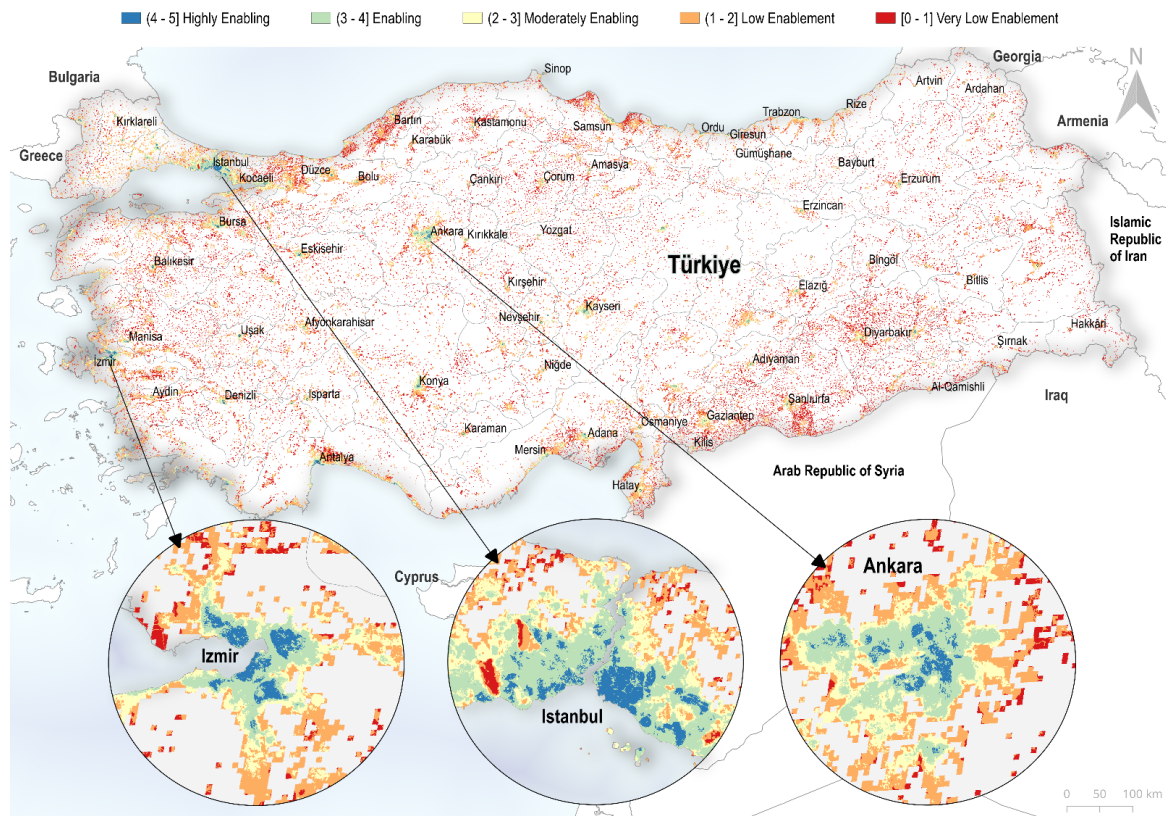 (4 - 5] Highly Enabling
(3 - 4] Enabling
(2 - 3] Moderately Enabling
(1 - 2] Low Enablement
[0 - 1] Very Low Enablement
N
Georgia
Bulgaria
Sinop
Artvin
Ardahan
Rize
Trabzon
Kırklareli
Bartın
Kastamonu
Samsun
Ordu
Giresun
Armenia
Karabük
Greece
Istanbul
Gümüşhane
Bayburt
Amasya
Düzce
Kocaeli
Bolu
Çankırı
Çorum
Erzurum
Erzincan
Bursa
Ankara
Kırıkkale
Yozgat
Islamic
Republic
of Iran
Eskisehir
Balıkesir
Türkiye
Bingöl
Bitlis
Kırşehir
Elazığ
Kayseri
Nevşehir
Afyonkarahisar
Uşak
Manisa
Diyarbakır
Hakkâri
Şırnak
Izmir
Adıyaman
Niğde
Konya
Aydın
Denizli
Isparta
Al-Qamishli
Iraq
Şanlıurfa
Gaziantep
Osmaniye
Karaman
Adana
Kilis
Mersin
Antalya
Arab Republic of Syria
Hatay
Cyprus
Ankara
Izmir
Istanbul
0 50 100 km